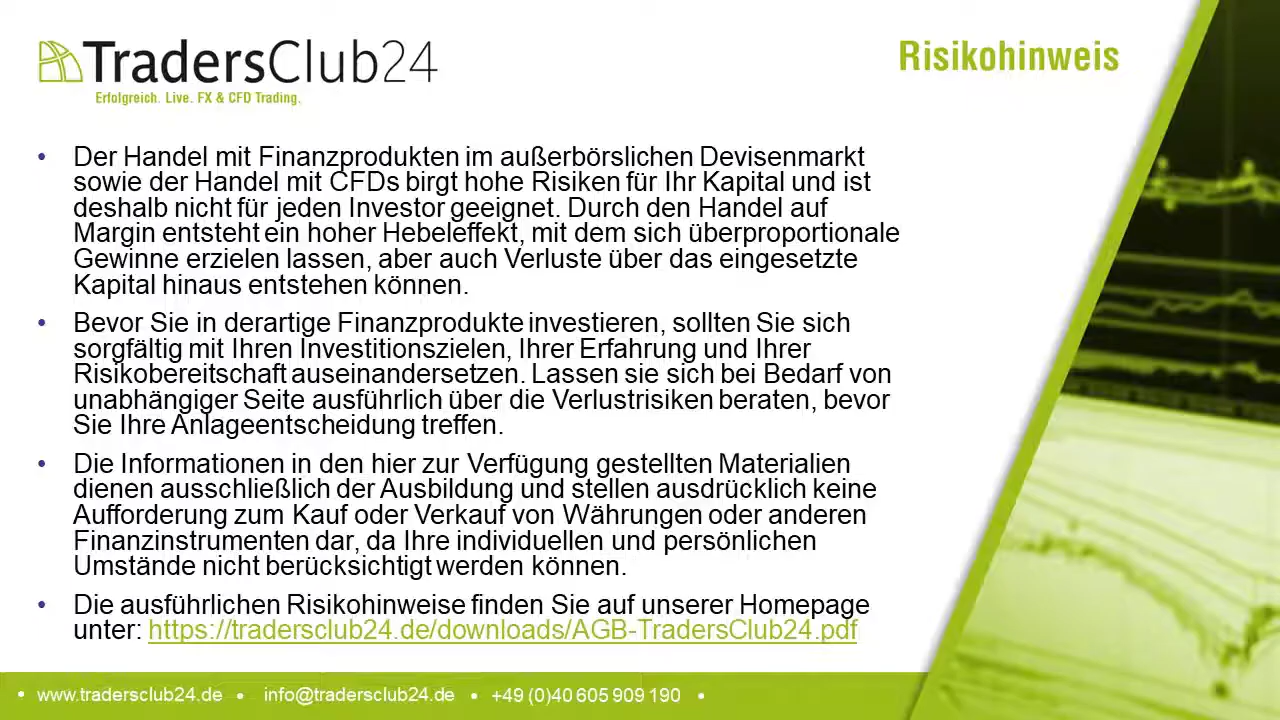 TradersClub24
Erfolgreich. Live. FX & CFD Trading.
Risikohinweis
• Der Handel mit Finanzprodukten im außerbörslichen Devisenmarkt
sowie der Handel mit CFDs birgt hohe Risiken für Ihr Kapital und ist
deshalb nicht für jeden Investor geeignet. Durch den Handel auf
Margin entsteht ein hoher Hebeleffekt, mit dem sich überproportionale
Gewinne erzielen lassen, aber auch Verluste über das eingesetzte
Kapital hinaus entstehen können.
• Bevor Sie in derartige Finanzprodukte investieren, sollten Sie sich
sorgfältig mit Ihren Investitionszielen, Ihrer Erfahrung und Ihrer
Risikobereitschaft auseinandersetzen. Lassen sie sich bei Bedarf von
unabhängiger Seite ausführlich über die Verlustrisiken beraten, bevor
Sie Ihre Anlageentscheidung treffen.
• Die Informationen in den hier zur Verfügung gestellten Materialien
dienen ausschließlich der Ausbildung und stellen ausdrücklich keine
Aufforderung zum Kauf oder Verkauf von Währungen oder anderen
Finanzinstrumenten dar, da Ihre individuellen und persönlichen
Umstände nicht berücksichtigt werden können.
• Die ausführlichen Risikohinweise finden Sie auf unserer Homepage
unter: https://tradersclub24.de/downloads/AGB-TradersClub24.pdf
• www.tradersclub24.de • info@tradersclub24.de • +49 (0)40 605 909 190 •